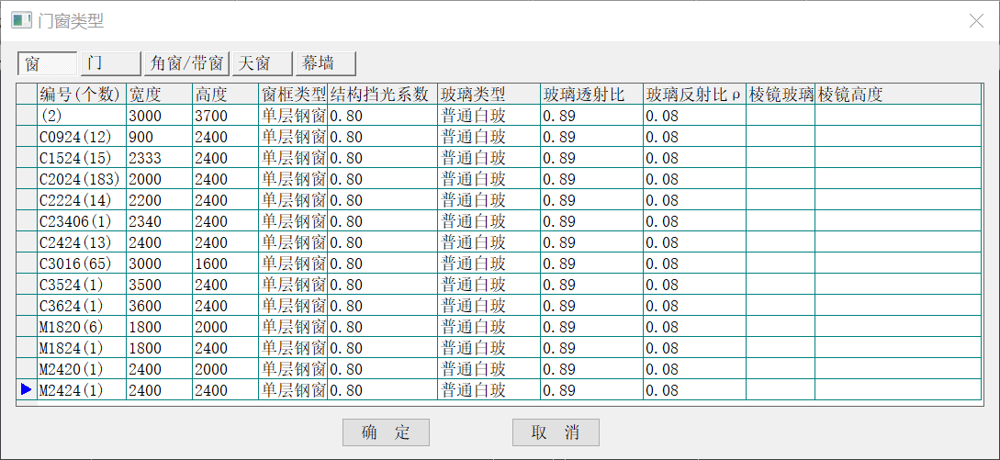 门窗类型
窗 门 角窗/带窗 天窗 幕墙
编号(个数) 宽度 高度 窗框类型 结构挡光系数 玻璃类型 玻璃透射比 玻璃反射比ρ 棱镜玻璃 棱镜高度
(2) 3000 3700 单层钢窗 0.80 普通白玻 0.89 0.08
C0924(12) 900 2400 单层钢窗 0.80 普通白玻 0.89 0.08
C1524(15) 2333 2400 单层钢窗 0.80 普通白玻 0.89 0.08
C2024(183) 2000 2400 单层钢窗 0.80 普通白玻 0.89 0.08
C2224(14) 2200 2400 单层钢窗 0.80 普通白玻 0.89 0.08
C23406(1) 2340 2400 单层钢窗 0.80 普通白玻 0.89 0.08
C2424(13) 2400 2400 单层钢窗 0.80 普通白玻 0.89 0.08
C3016(65) 3000 1600 单层钢窗 0.80 普通白玻 0.89 0.08
C3524(1) 3500 2400 单层钢窗 0.80 普通白玻 0.89 0.08
C3624(1) 3600 2400 单层钢窗 0.80 普通白玻 0.89 0.08
M1820(6) 1800 2000 单层钢窗 0.80 普通白玻 0.89 0.08
M1824(1) 1800 2400 单层钢窗 0.80 普通白玻 0.89 0.08
M2420(1) 2400 2000 单层钢窗 0.80 普通白玻 0.89 0.08
M2424(1) 2400 2400 单层钢窗 0.80 普通白玻 0.89 0.08
确 定 取 消